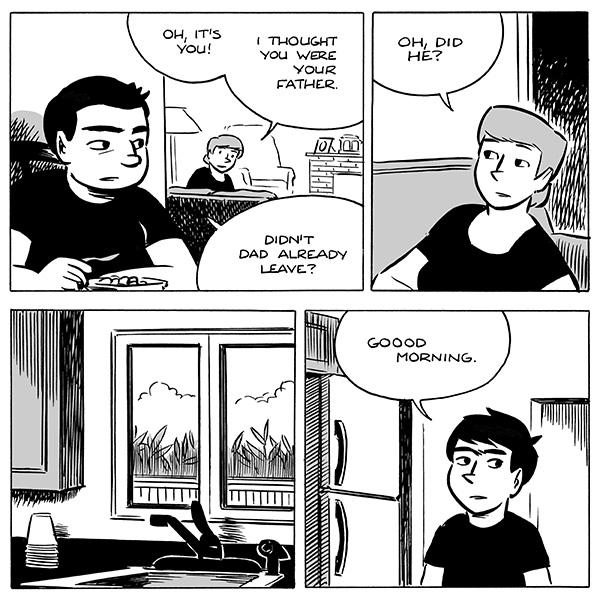 OH, IT'S
YOU!
I THOUGHT
YOU WERE
YOUR
FATHER.
DIDN'T
DAD ALREADY
LEAVE?
OH, DID
HE?
GOOOD
MORNING.